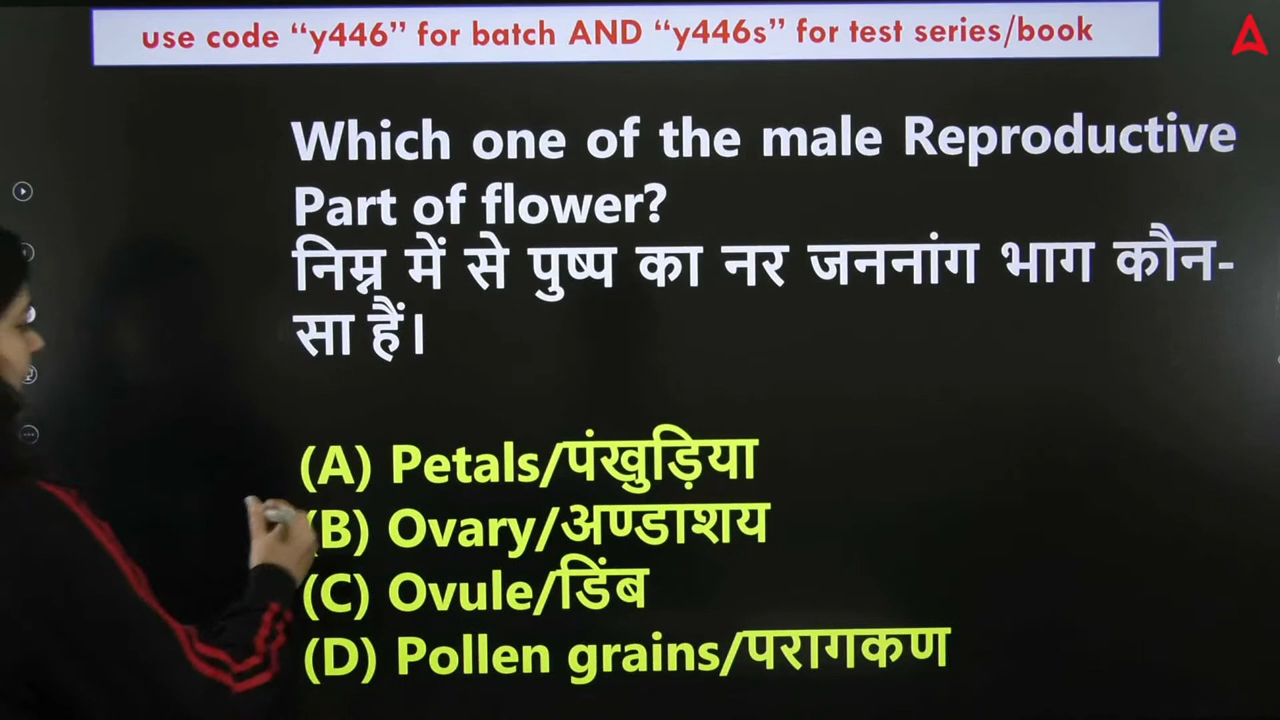 use code “y446” for batch AND “y446s” for test series/book
Which one of the male Reproductive
Part of flower?
निम्न में से पुष्प का नर जननांग भाग कौन-
सा हैं।
(A) Petals/पंखुड़िया
(B) Ovary/अण्डाशय
(C) Ovule/डिंब
(D) Pollen grains/परागकण